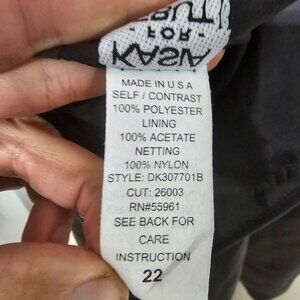 KASH
FOR
MADE IN U S A
SELF / CONTRAST
100% POLYESTER
LINING
100% ACETATE
NETTING
100% NYLON
STYLE: DK307701B
CUT: 26003
RN#55961
SEE BACK FOR
CARE
INSTRUCTION
22